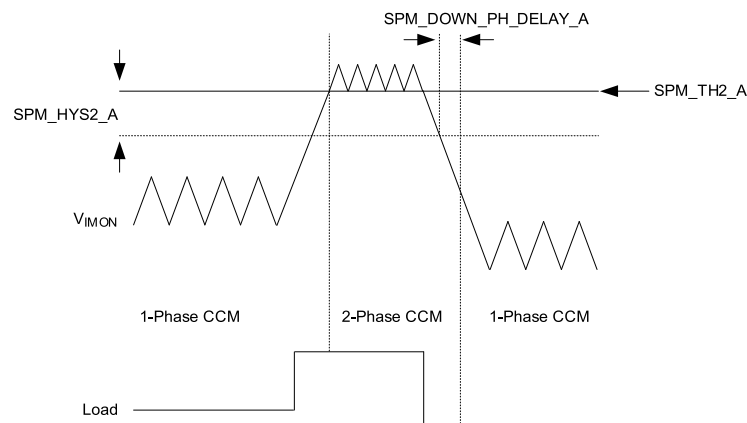 SPM_DOWN_PH_DELAY_A
SPM_TH2_A
SPM_HYS2_A
VIMON
1-Phase CCM
2-Phase CCM
1-Phase CCM
Load